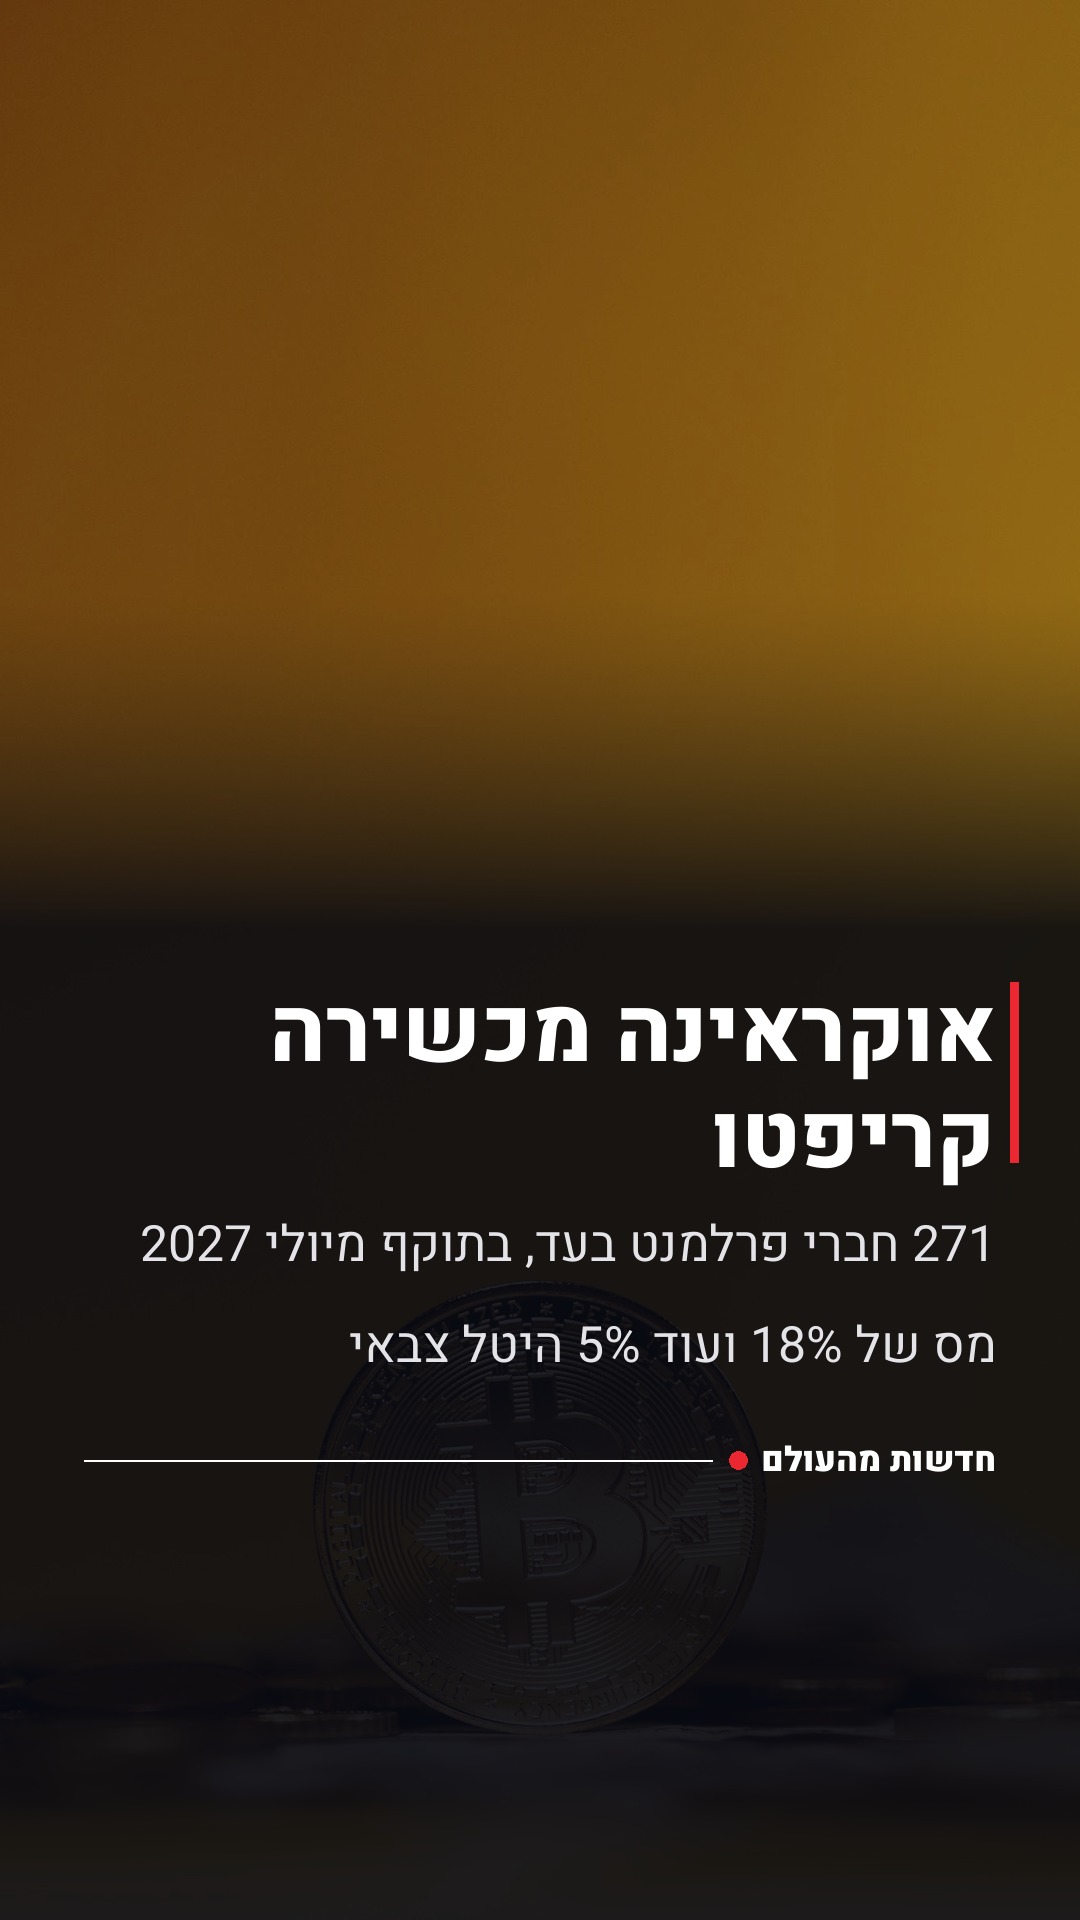 אוקראינה מכשירה
קריפטו
271 חברי פרלמנט בעד, בתוקף מיולי 2027
מס של 18% ועוד 5% היטל צבאי
חדשות מהעולם